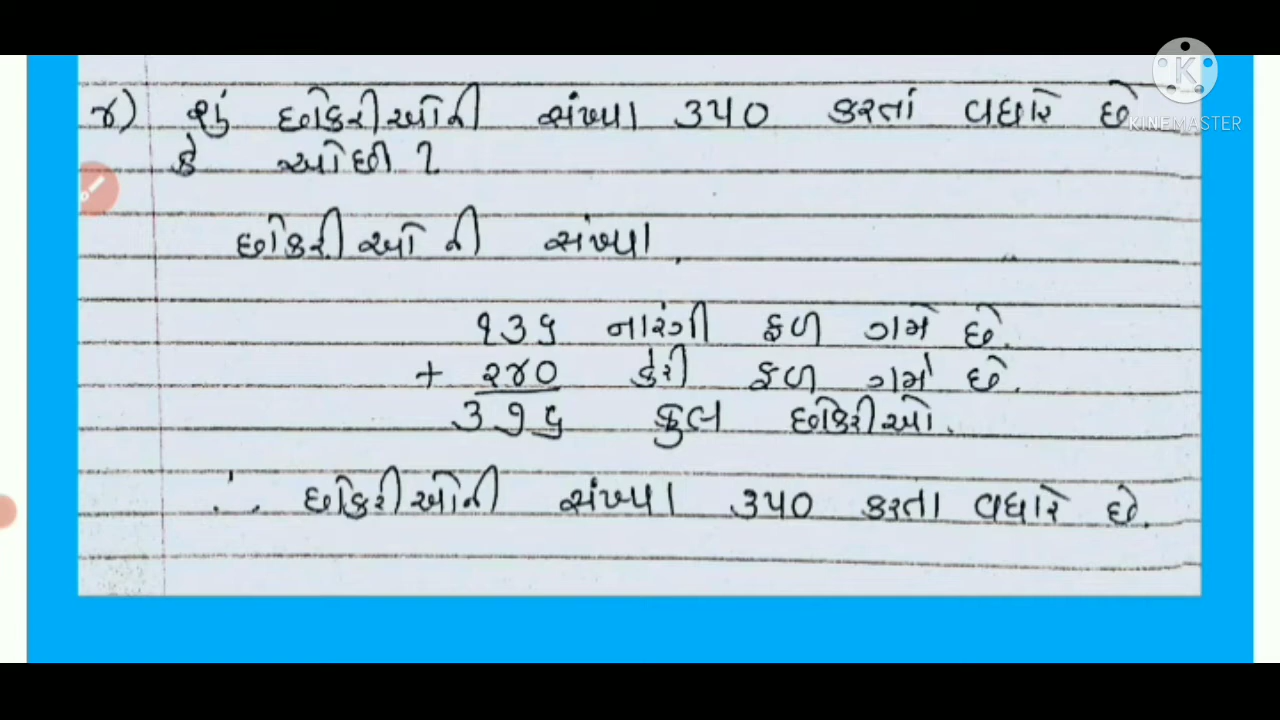 ૪) શું છોકરીઓની સંખ્યા ૩૫૦ કરતાં વધારે છે
કે ઓછી ?
છોકરીઓ ની સંખ્યા
૧૩૬ નારંગી ફળ ગમે છે.
+ ૨૪૦ કેરી ફળ ગમે છે.
૩૭૬ કુલ છોકરીઓ.
∴ છોકરીઓની સંખ્યા ૩૫૦ કરતા વધારે છે.
KINEMASTER